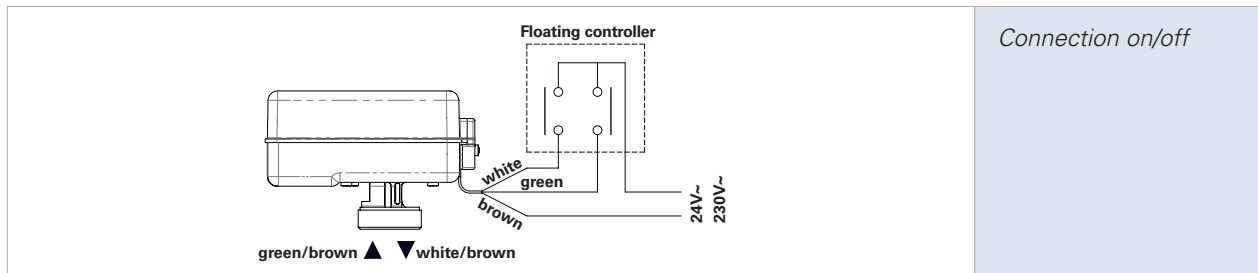 Floating controller
Connection on/off
white
green
brown
24V~
230V~
green/brown ▲ ▼ white/brown